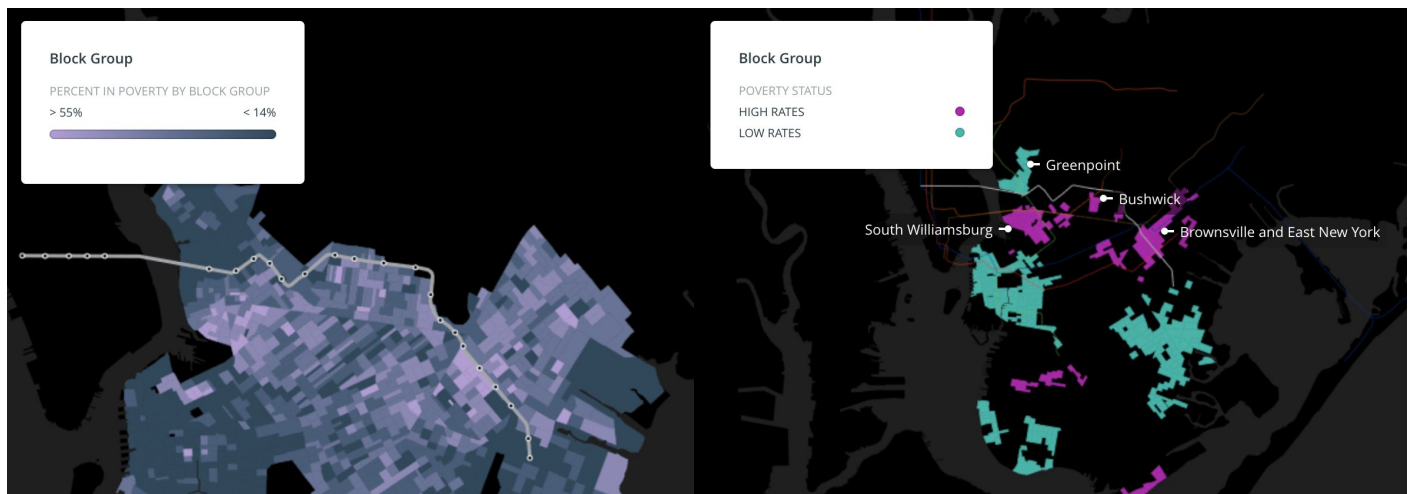 Block Group
PERCENT IN POVERTY BY BLOCK GROUP
> 55% < 14%
Block Group
POVERTY STATUS
HIGH RATES
LOW RATES
Greenpoint
Bushwick
South Williamsburg
Brownsville and East New York